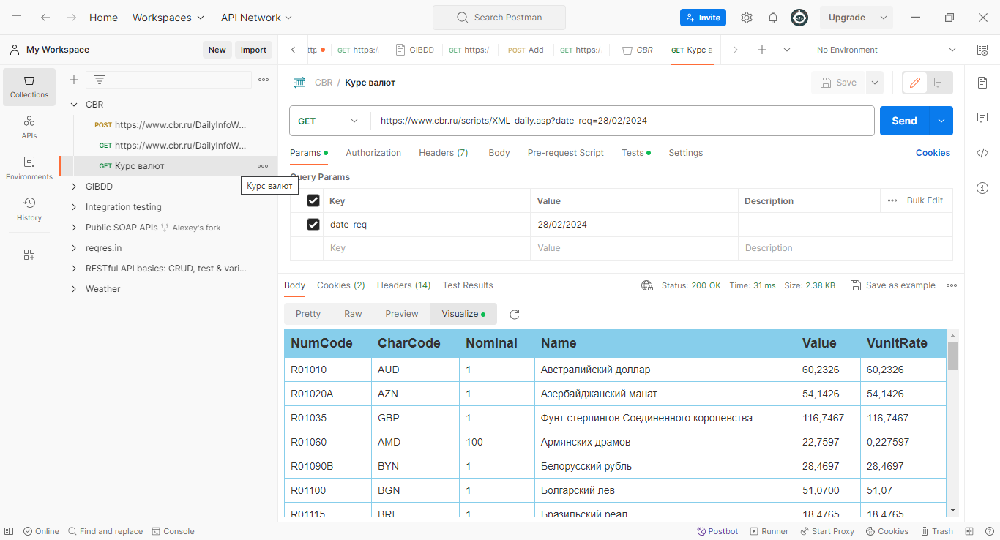 Home Workspaces API Network Search Postman Invite Upgrade
My Workspace New Import
GET https:/ GIBDD GET https:/ POST Add GET https:/ CBR GET Курс в No Environment
Collections
APIs
Environments
History
CBR
POST https://www.cbr.ru/DailyInfoW...
GET https://www.cbr.ru/DailyInfoW...
GET Курс валют
Курс валют
GIBDD
Integration testing
Public SOAP APIs Alexey's fork
reqres.in
RESTful API basics: CRUD, test & vari...
Weather
HTTP CBR / Курс валют Save
GET https://www.cbr.ru/scripts/XML_daily.asp?date_req=28/02/2024 Send
Params Authorization Headers (7) Body Pre-request Script Tests Settings Cookies
Query Params
Key Value Description Bulk Edit
date_req 28/02/2024
Key Value Description
Body Cookies (2) Headers (14) Test Results Status: 200 OK Time: 31 ms Size: 2.38 KB Save as example
Pretty Raw Preview Visualize
NumCode CharCode Nominal Name Value VunitRate
R01010 AUD 1 Австралийский доллар 60,2326 60,2326
R01020A AZN 1 Азербайджанский манат 54,1426 54,1426
R01035 GBP 1 Фунт стерлингов Соединенного королевства 116,7467 116,7467
R01060 AMD 100 Армянских драмов 22,7597 0,227597
R01090B BYN 1 Белорусский рубль 28,4697 28,4697
R01100 BGN 1 Болгарский лев 51,0700 51,07
R01115 BRL 1 Бразильский реал 18,4765 18,4765
Online Find and replace Console Postbot Runner Start Proxy Cookies Trash